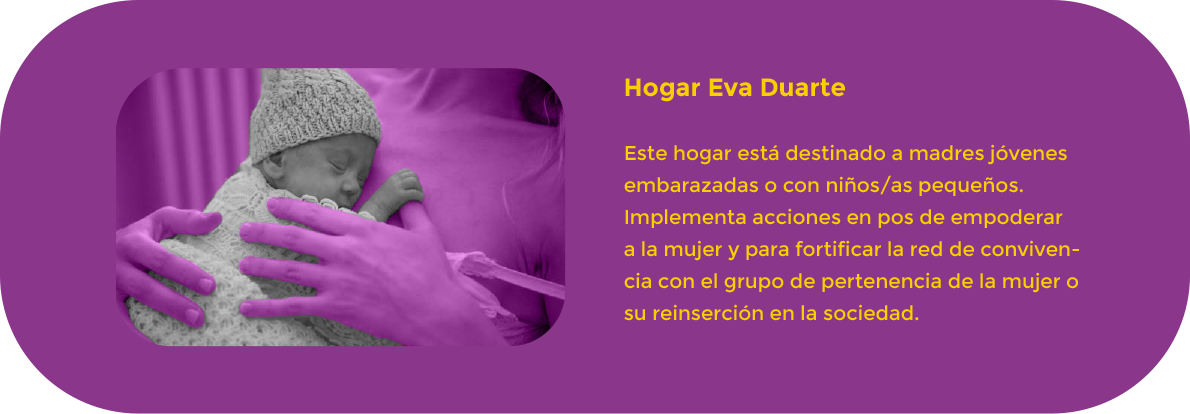 Hogar Eva Duarte
Este hogar está destinado a madres jóvenes
embarazadas o con niños/as pequeños.
Implementa acciones en pos de empoderar
a la mujer y para fortificar la red de conviven-
cia con el grupo de pertenencia de la mujer o
su reinserción en la sociedad.